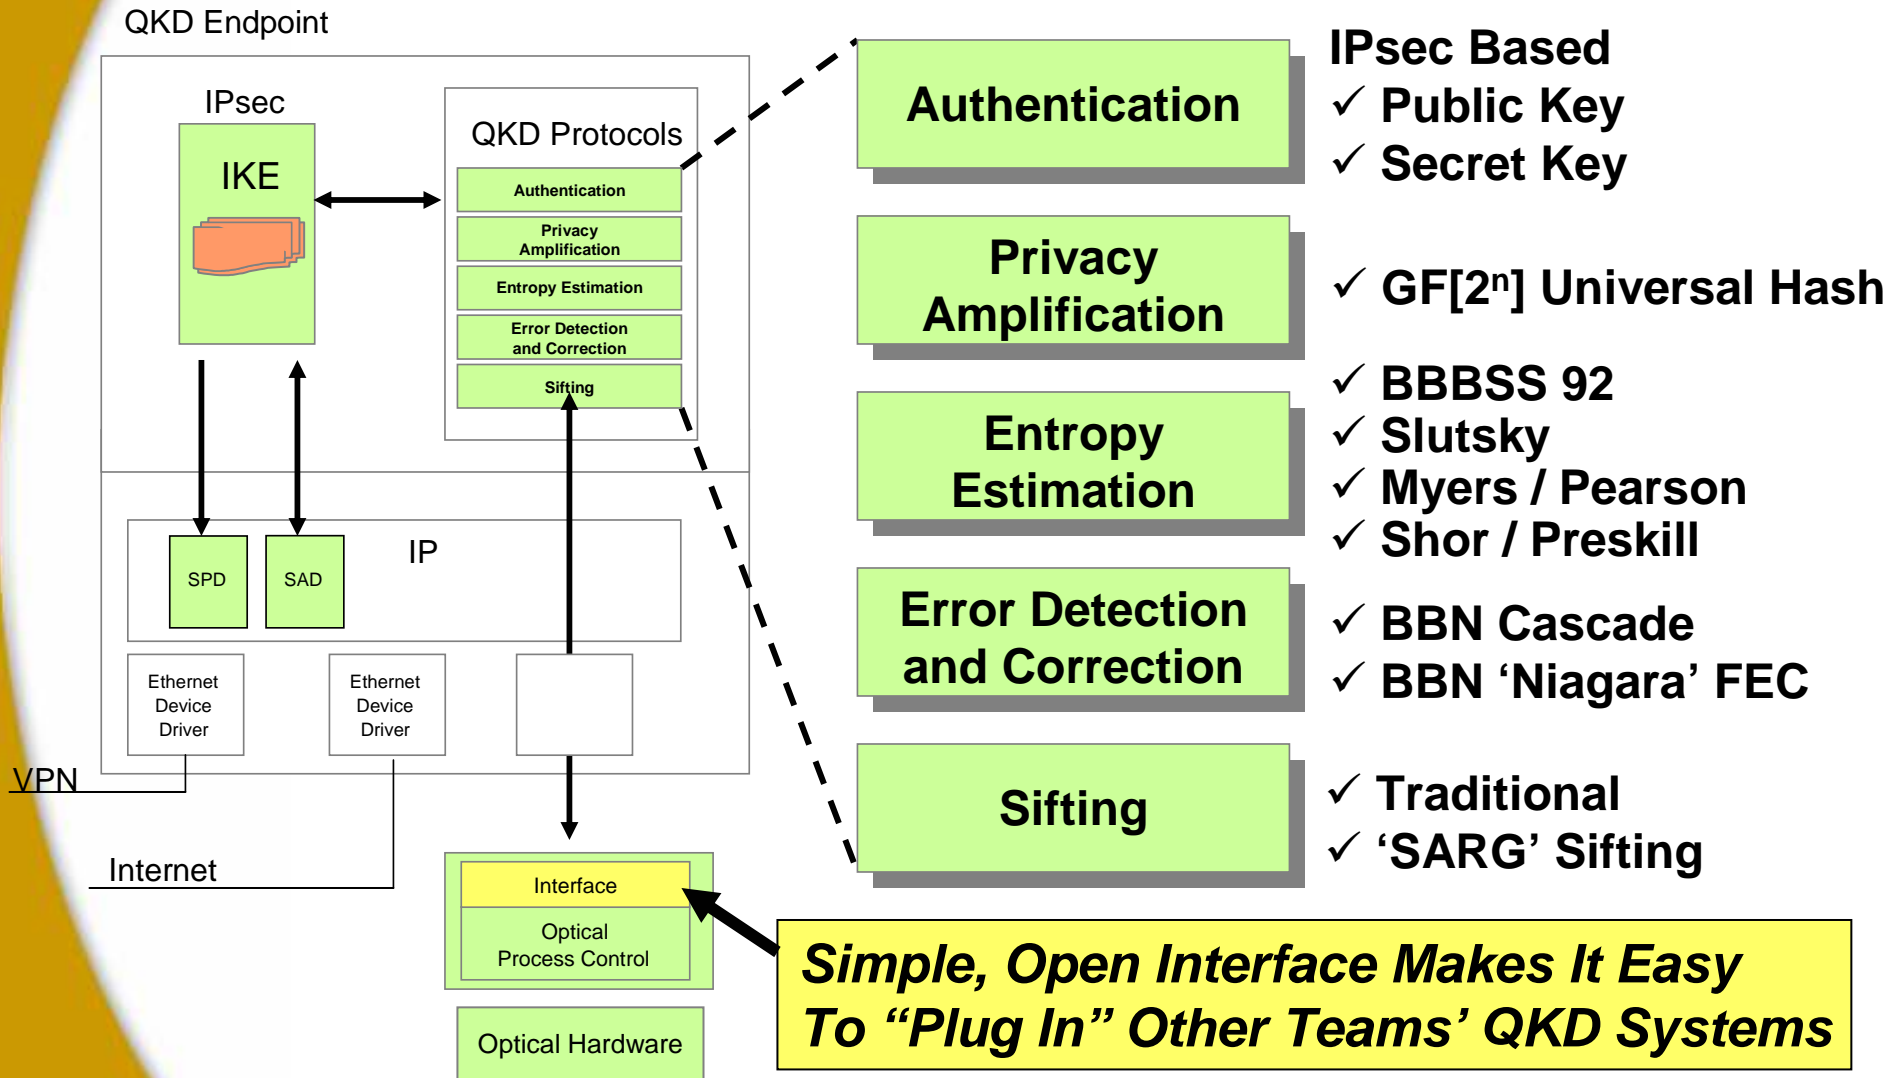 QKD Endpoint
IPsec
IKE
QKD Protocols
Authentication
Privacy
Amplification
Entropy Estimation
Error Detection
and Correction
Sifting
IP
SPD
SAD
Ethernet
Device
Driver
Ethernet
Device
Driver
VPN
Internet
Interface
Optical
Process Control
Optical Hardware
Authentication
IPsec Based
✓ Public Key
✓ Secret Key
Privacy
Amplification
✓ GF[2ⁿ] Universal Hash
Entropy
Estimation
✓ BBBSS 92
✓ Slutsky
✓ Myers / Pearson
✓ Shor / Preskill
Error Detection
and Correction
✓ BBN Cascade
✓ BBN ‘Niagara’ FEC
Sifting
✓ Traditional
✓ ‘SARG’ Sifting
Simple, Open Interface Makes It Easy
To “Plug In” Other Teams’ QKD Systems